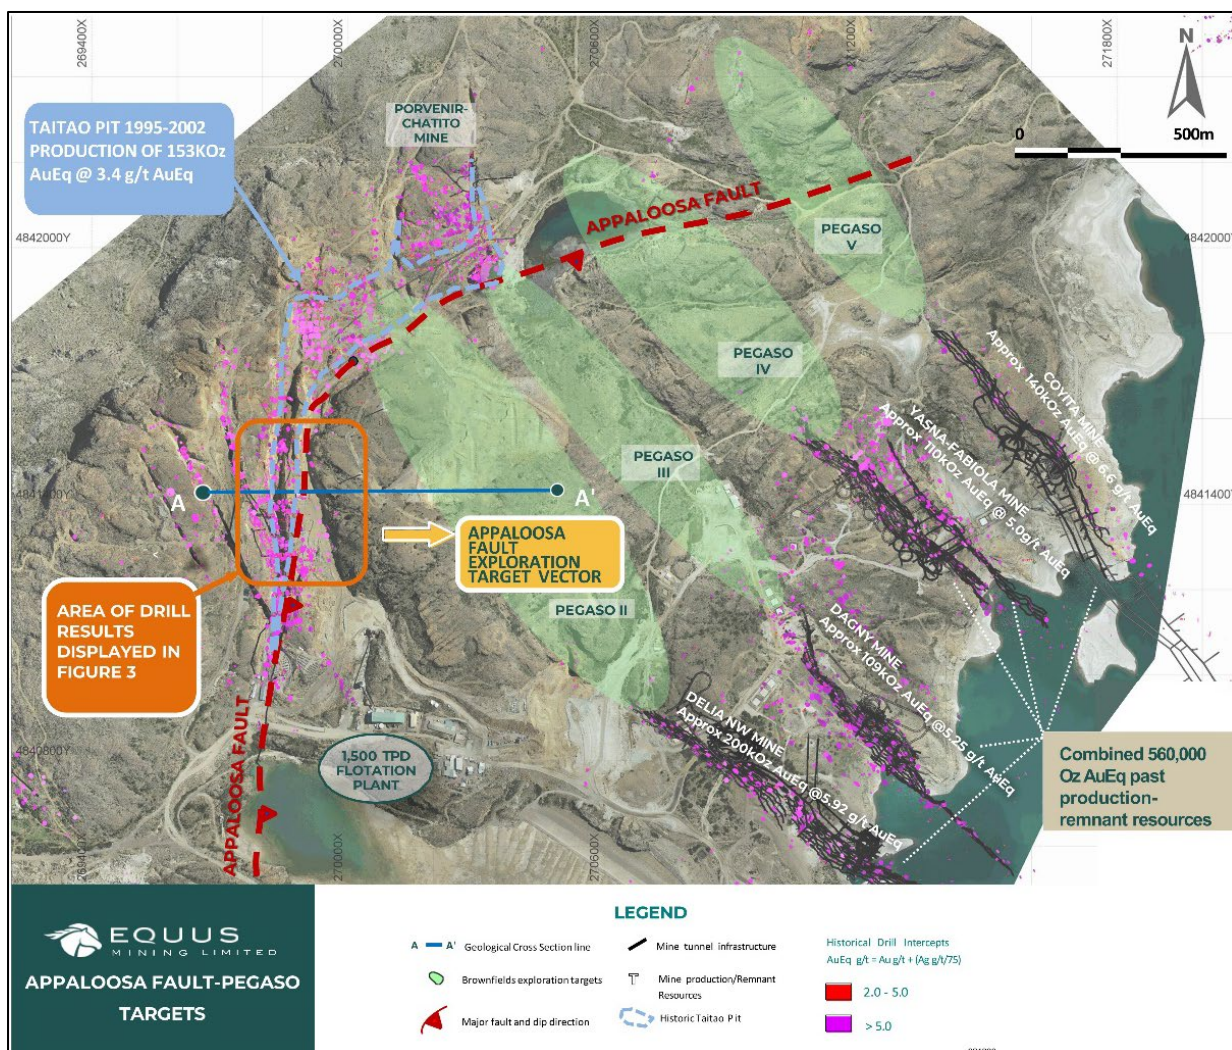 269400X
270000X
270600X
271200X
271800X
N
0
500m
TAITAO PIT 1995-2002
PRODUCTION OF 153KOz
AuEq @ 3.4 g/t AuEq
PORVENIR-
CHATITO
MINE
APPALOOSA FAULT
4842000Y
4842000Y
PEGASO
V
PEGASO
IV
PEGASO
III
PEGASO II
COYITA MINE
Approx 140kOz AuEq @ 6.6 g/t AuEq
YASNA-FABIOLA MINE
Approx 110kOz AuEq @ 5.0g/t AuEq
DAGNY MINE
Approx 109kOz AuEq @5.25 g/t AuEq
DELIA NW MINE
Approx 200kOz AuEq @5.92 g/t AuEq
A
A'
4841400Y
4841400Y
APPALOOSA
FAULT
EXPLORATION
TARGET VECTOR
AREA OF DRILL
RESULTS
DISPLAYED IN
FIGURE 3
APPALOOSA FAULT
1,500 TPD
FLOTATION
PLANT
4840800Y
Combined 560,000
Oz AuEq past
production-
remnant resources
269400X
270000X
270600X
EQUUS
MINING LIMITED
APPALOOSA FAULT-PEGASO
TARGETS
LEGEND
A A' Geological Cross Section line
Brownfields exploration targets
Major fault and dip direction
Mine tunnel infrastructure
Mine production/Remnant
Resources
Historic Taitao Pit
Historical Drill Intercepts
AuEq g/t = Au g/t + (Ag g/t/75)
2.0 - 5.0
> 5.0